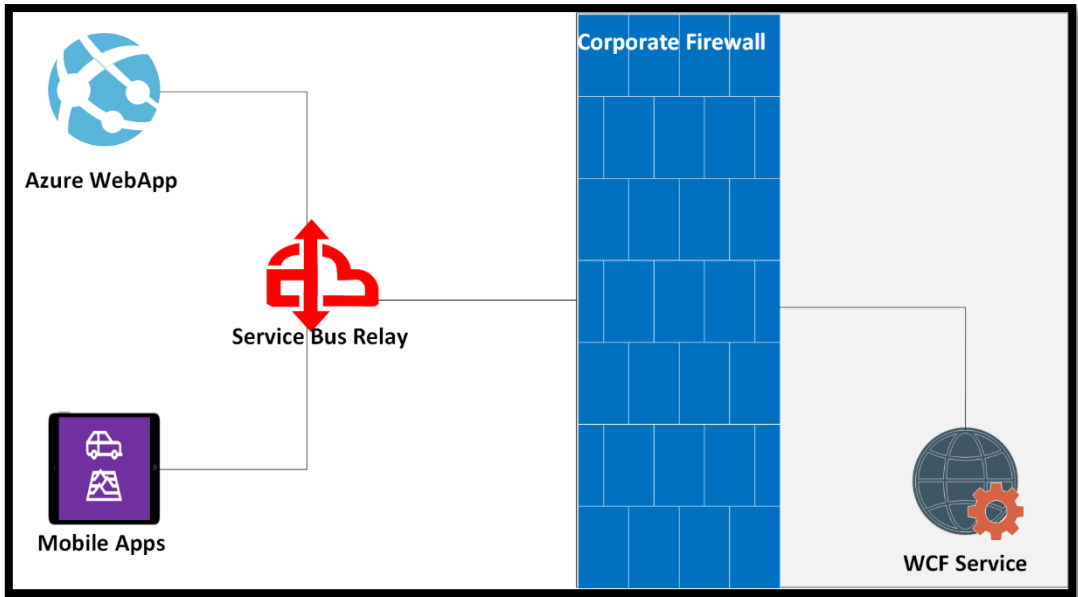 Corporate Firewall
Azure WebApp
Service Bus Relay
Mobile Apps
WCF Service